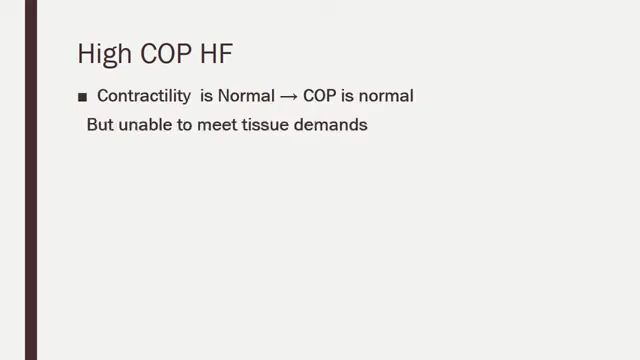 High COP HF
■ Contractility is Normal → COP is normal
But unable to meet tissue demands